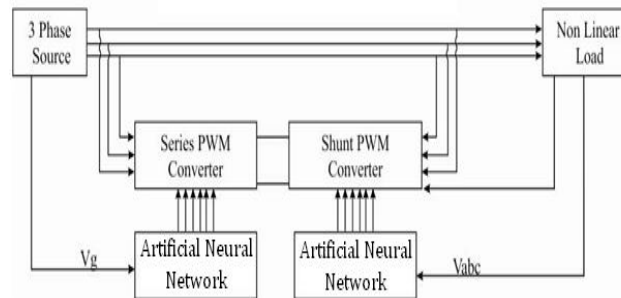 3 Phase
Source
Non Linear
Load
Series PWM
Converter
Shunt PWM
Converter
Artificial Neural
Network
Artificial Neural
Network
Vg
Vabc